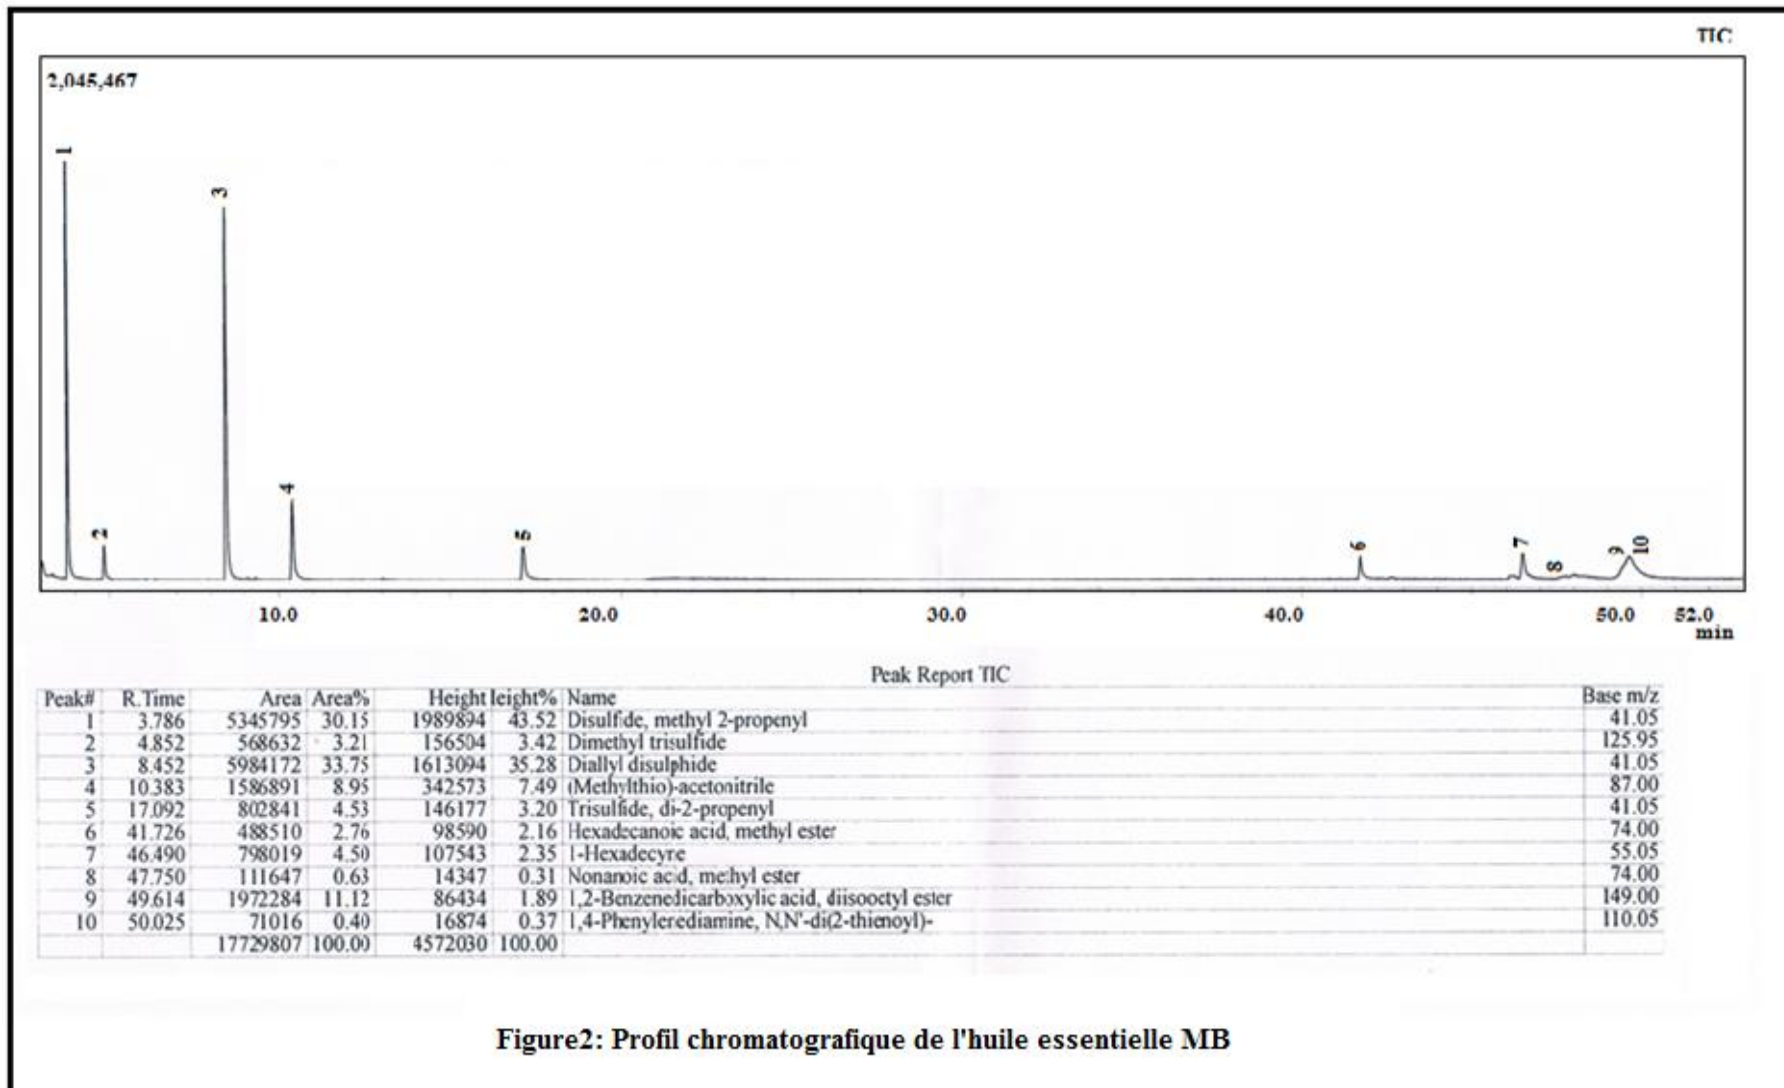 TIC
2,045,467
1
3
4
2
5
6
7
8
9
10
10.0 20.0 30.0 40.0 50.0 52.0
min
Peak Report TIC
Peak# R.Time Area Area% Height leight% Name Base m/z
1 3.786 5345795 30.15 1989894 43.52 Disulfide, methyl 2-propenyl 41.05
2 4.852 568632 3.21 156504 3.42 Dimethyl trisulfide 125.95
3 8.452 5984172 33.75 1613094 35.28 Diallyl disulphide 41.05
4 10.383 1586891 8.95 342573 7.49 (Methylthio)-acetonitrile 87.00
5 17.092 802841 4.53 146177 3.20 Trisulfide, di-2-propenyl 41.05
6 41.726 488510 2.76 98590 2.16 Hexadecanoic acid, methyl ester 74.00
7 46.490 798019 4.50 107543 2.35 1-Hexadecyre 55.05
8 47.750 111647 0.63 14347 0.31 Nonanoic acid, methyl ester 74.00
9 49.614 1972284 11.12 86434 1.89 1,2-Benzenedicarboxylic acid, diisooctyl ester 149.00
10 50.025 71016 0.40 16874 0.37 1,4-Phenylenediamine, N,N'-di(2-thienoyl)- 110.05
17729807 100.00 4572030 100.00
Figure2: Profil chromatografique de l'huile essentielle MB